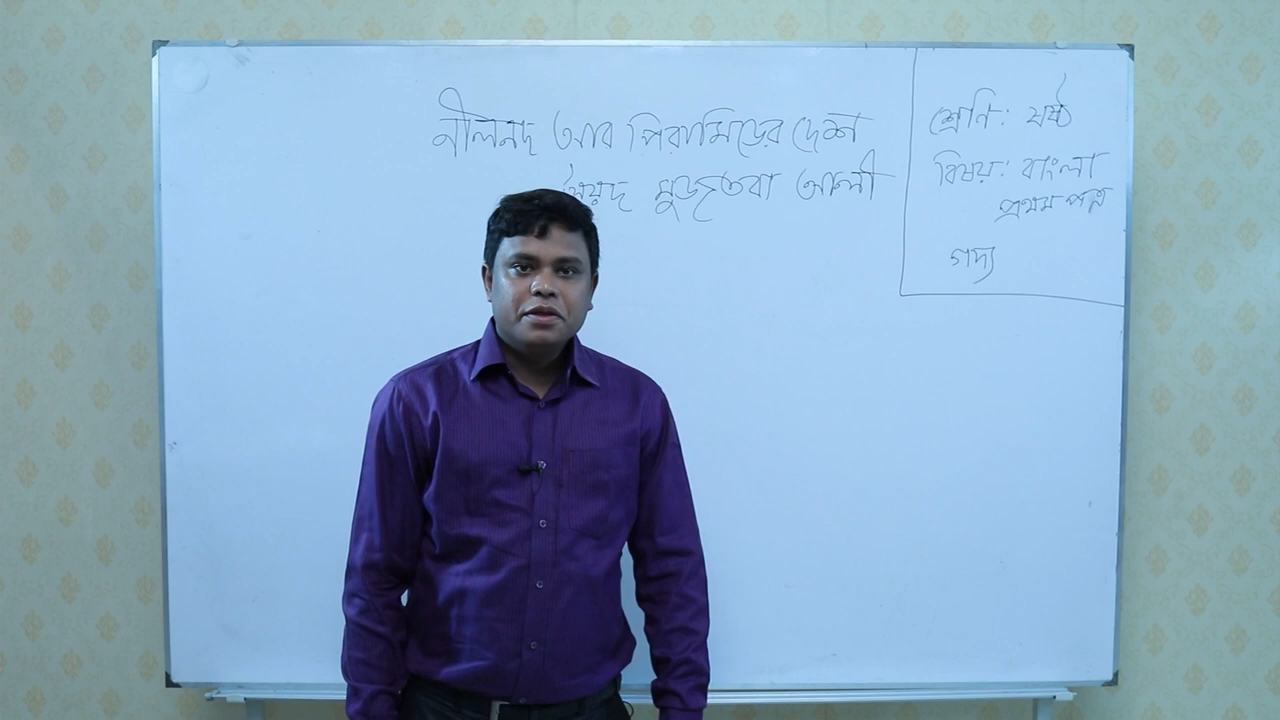 নীলনদ আর পিরামিডের দেশ
সৈয়দ মুজতবা আলী
শ্রেণি: ষষ্ঠ
বিষয়: বাংলা
প্রথম পত্র
গদ্য